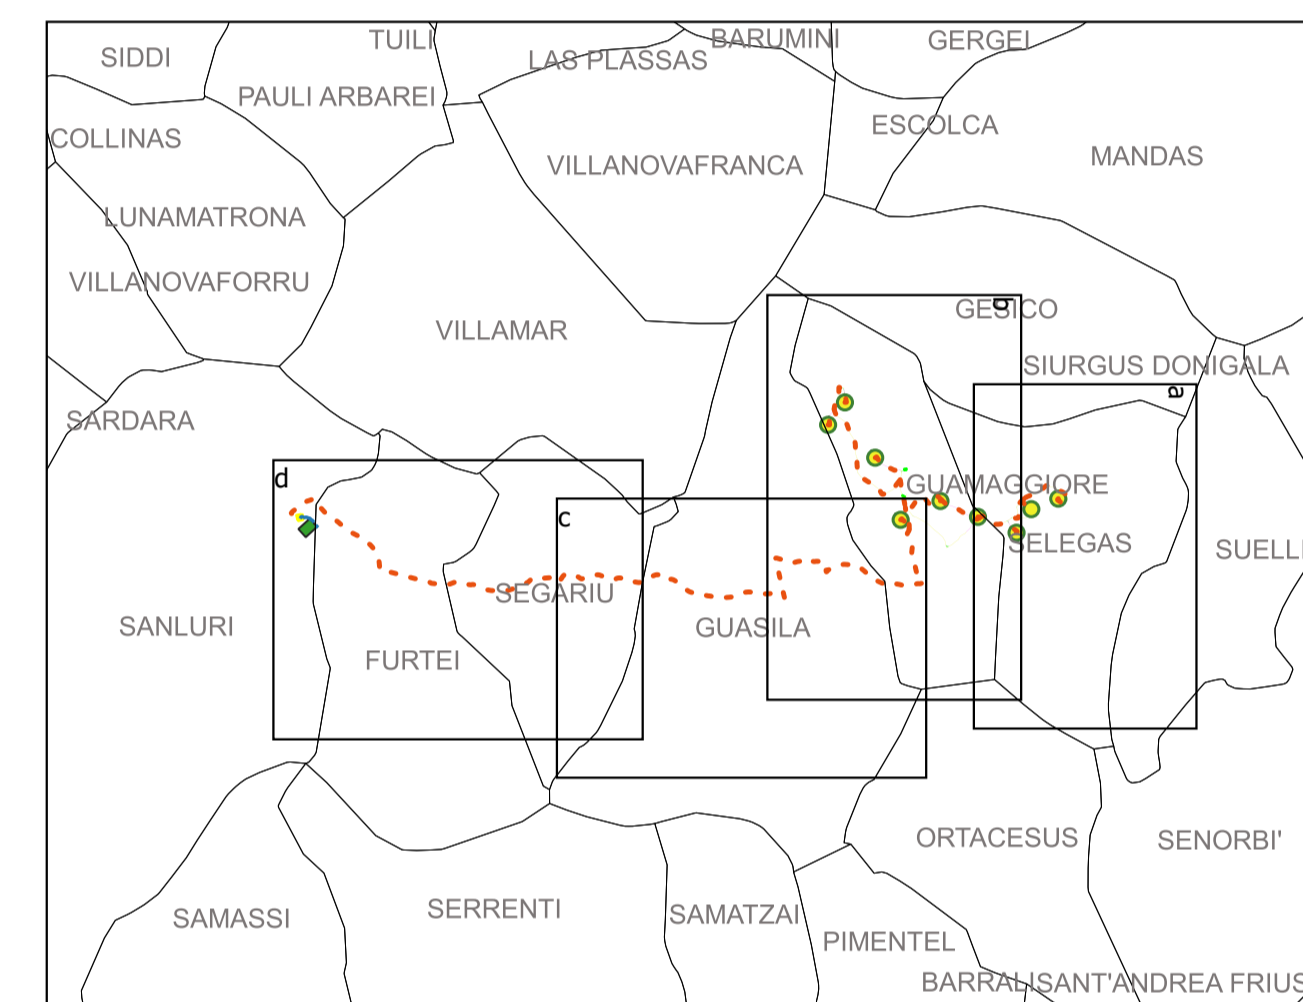 TUILI
BARUMINI
GERGEI
SIDDI
LAS PLASSAS
PAULI ARBAREI
ESCOLCA
COLLINAS
MANDAS
VILLANOVAFRANCA
LUNAMATRONA
VILLANOVAFORRU
b
GESICO
VILLAMAR
SIURGUS DONIGALA
a
SARDARA
d
GUAMAGGIORE
c
SELEGAS
SUELLI
SEGARIU
SANLURI
GUASILA
FURTEI
ORTACESUS
SENORBI'
SERRENTI
SAMATZAI
SAMASSI
PIMENTEL
BARRALI
SANT'ANDREA FRIUS